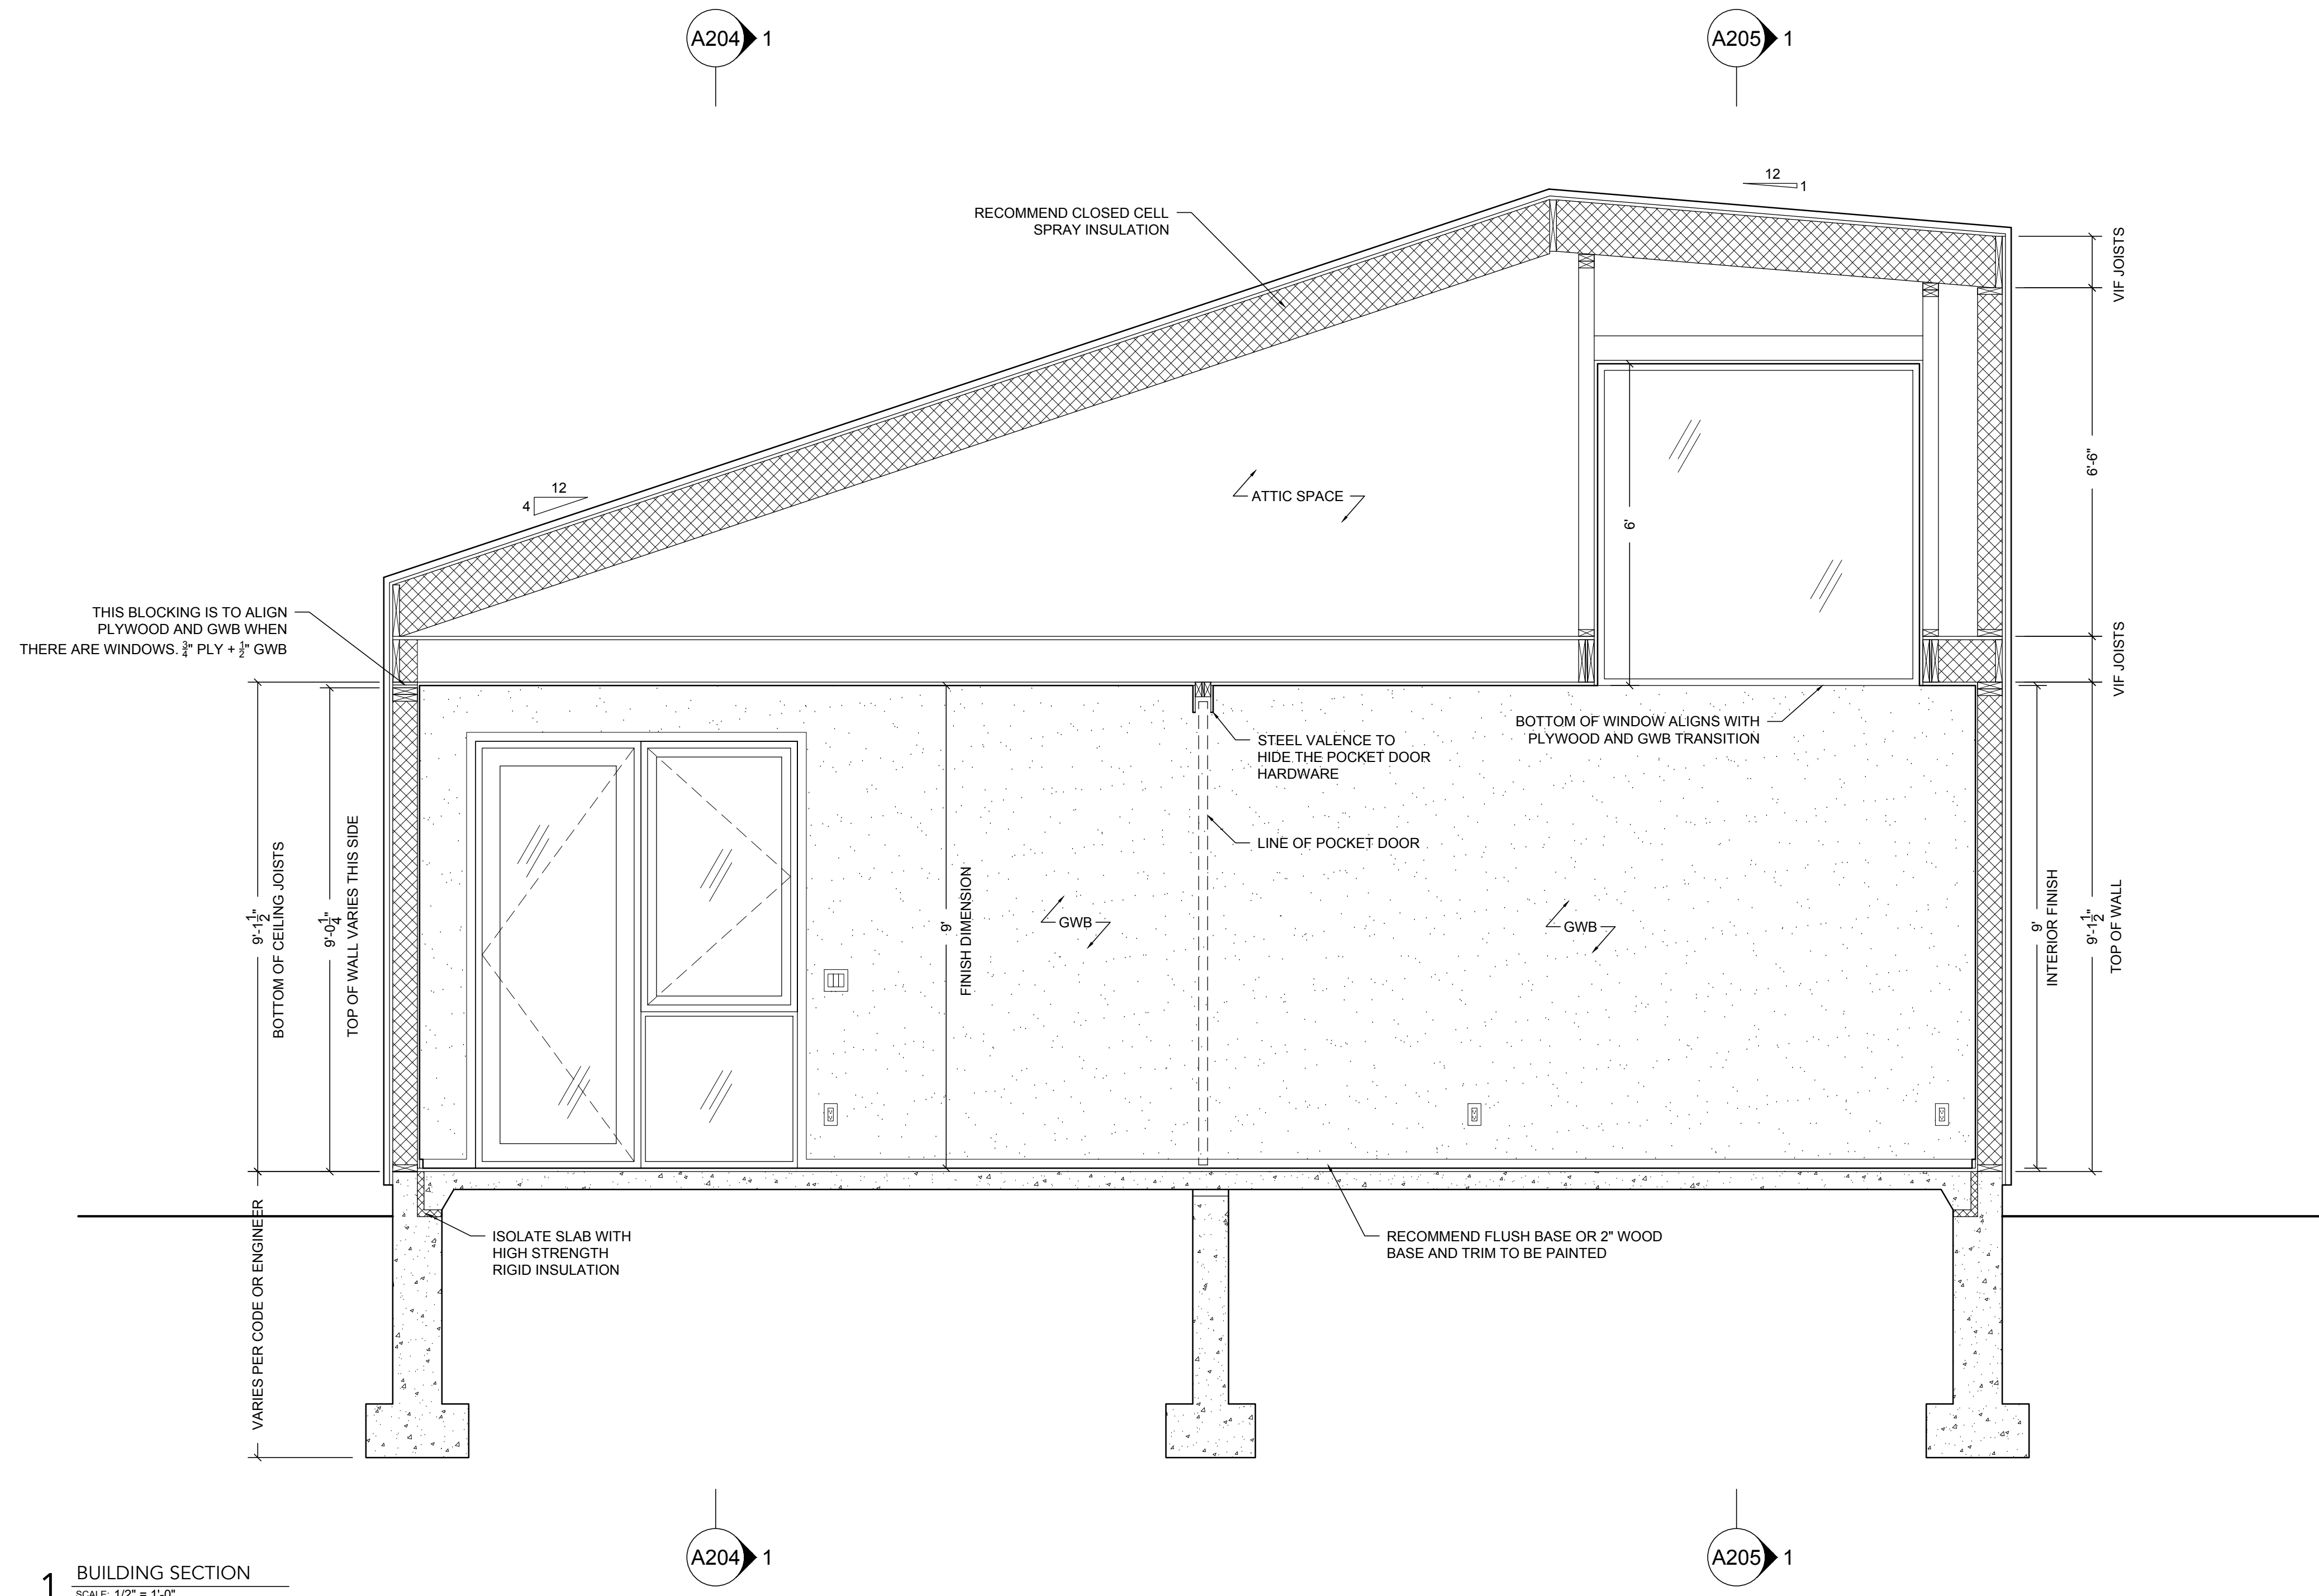 A204 1
A205 1
12
1
RECOMMEND CLOSED CELL
SPRAY INSULATION
VIF JOISTS
6'-6"
12
4
ATTIC SPACE
6'
THIS BLOCKING IS TO ALIGN
PLYWOOD AND GWB WHEN
THERE ARE WINDOWS. 3/4" PLY + 1/2" GWB
VIF JOISTS
BOTTOM OF WINDOW ALIGNS WITH
PLYWOOD AND GWB TRANSITION
STEEL VALENCE TO
HIDE THE POCKET DOOR
HARDWARE
LINE OF POCKET DOOR
9'-1 1/2"
BOTTOM OF CEILING JOISTS
9'-0 1/4"
TOP OF WALL VARIES THIS SIDE
9'
FINISH DIMENSION
GWB
GWB
9'
INTERIOR FINISH
9'-1 1/2"
TOP OF WALL
VARIES PER CODE OR ENGINEER
ISOLATE SLAB WITH
HIGH STRENGTH
RIGID INSULATION
RECOMMEND FLUSH BASE OR 2" WOOD
BASE AND TRIM TO BE PAINTED
A204 1
A205 1
1 BUILDING SECTION
SCALE: 1/2" = 1'-0"